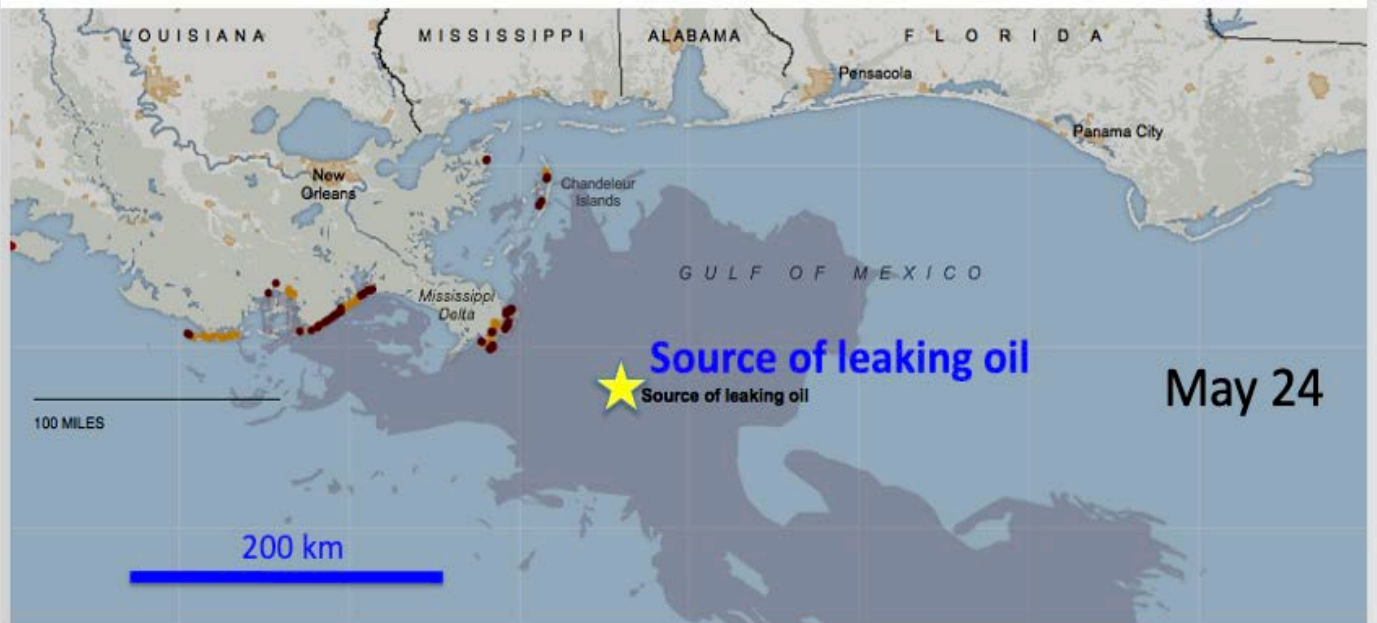 LOUISIANA
MISSISSIPPI
ALABAMA
FLORIDA
Pensacola
Panama City
New
Orleans
Chandeleur
Islands
GULF OF MEXICO
Mississippi
Delta
Source of leaking oil
Source of leaking oil
May 24
100 MILES
200 km